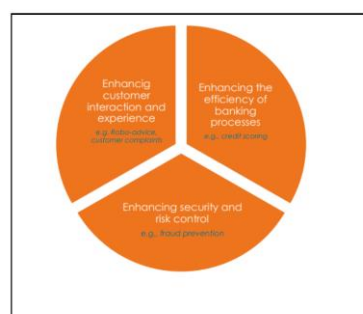 Enhancig
customer
interaction and
experience
e.g. Robo-advice,
customer complaints
Enhancing the
efficiency of
banking
processes
e.g., credit scoring
Enhancing security and
risk control
e.g., fraud prevention